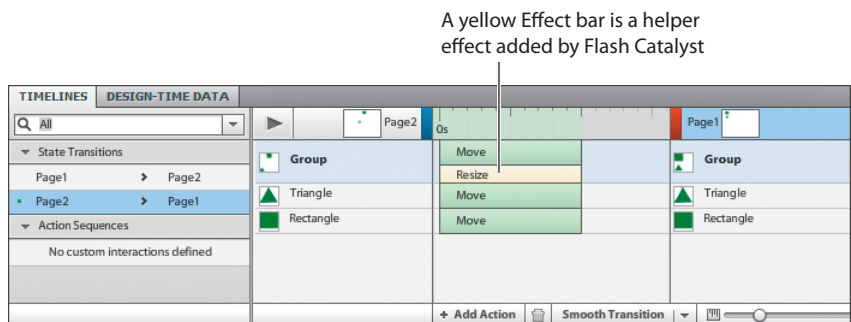 A yellow Effect bar is a helper
effect added by Flash Catalyst
TIMELINES DESIGN-TIME DATA
All
Page2
0s
Page1
State Transitions
Page1 > Page2
Page2 > Page1
Action Sequences
No custom interactions defined
Group
Move
Resize
Group
Triangle
Move
Triangle
Rectangle
Move
Rectangle
+ Add Action
Smooth Transition